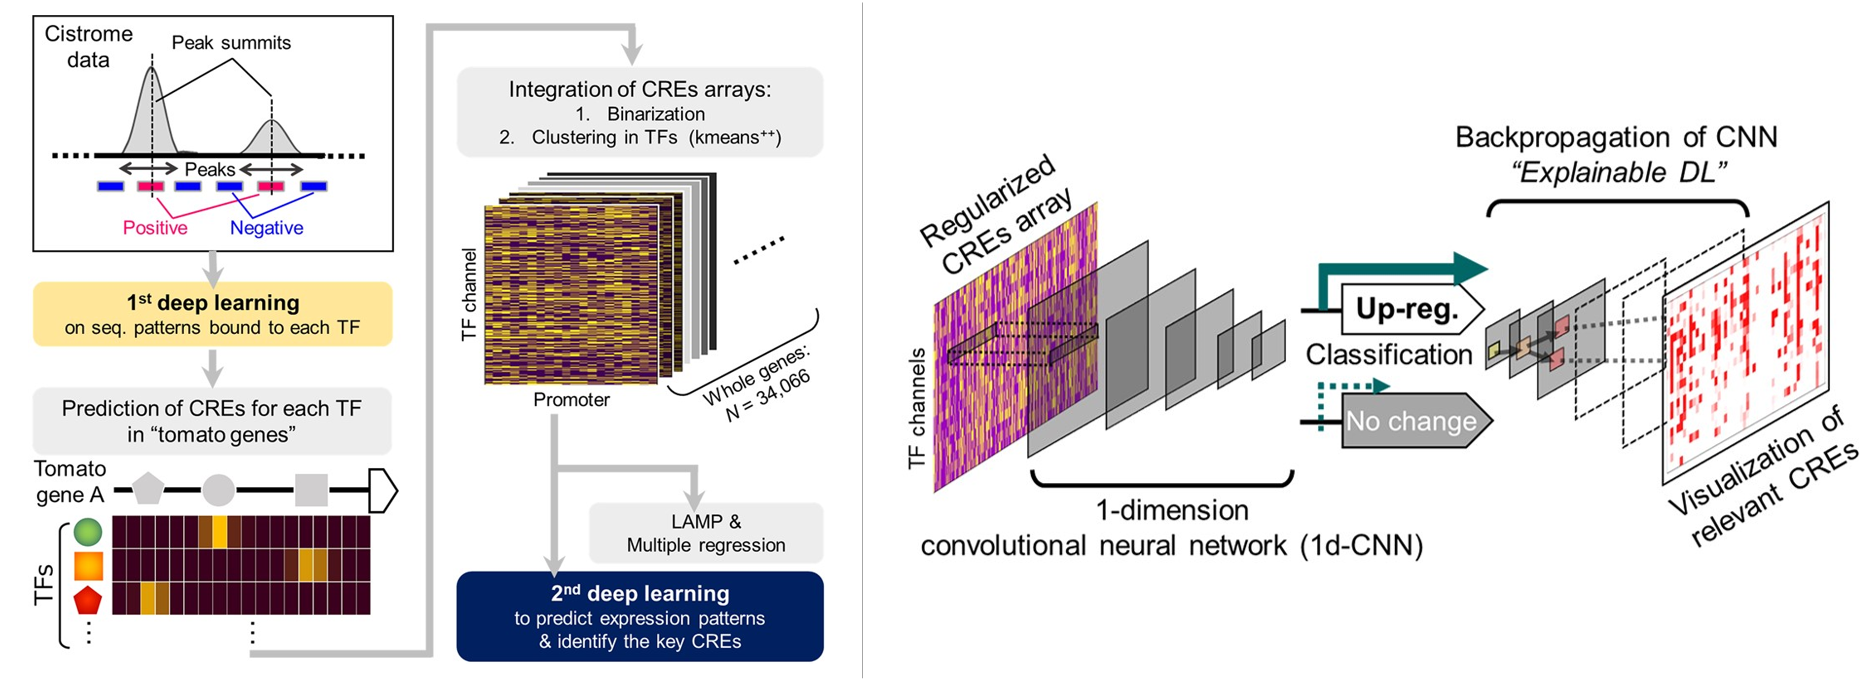 Cistrome
data
Peak summits
Peaks
Positive
Negative
1st deep learning
on seq. patterns bound to each TF
Prediction of CREs for each TF
in “tomato genes”
Tomato
gene A
TFs
Integration of CREs arrays:
1. Binarization
2. Clustering in TFs (kmeans++)
TF channel
Promoter
Whole genes:
N = 34,066
LAMP &
Multiple regression
2nd deep learning
to predict expression patterns
& identify the key CREs
Regularized
CREs array
TF channels
1-dimension
convolutional neural network (1d-CNN)
Up-reg.
Classification
No change
Backpropagation of CNN
“Explainable DL”
Visualization of
relevant CREs